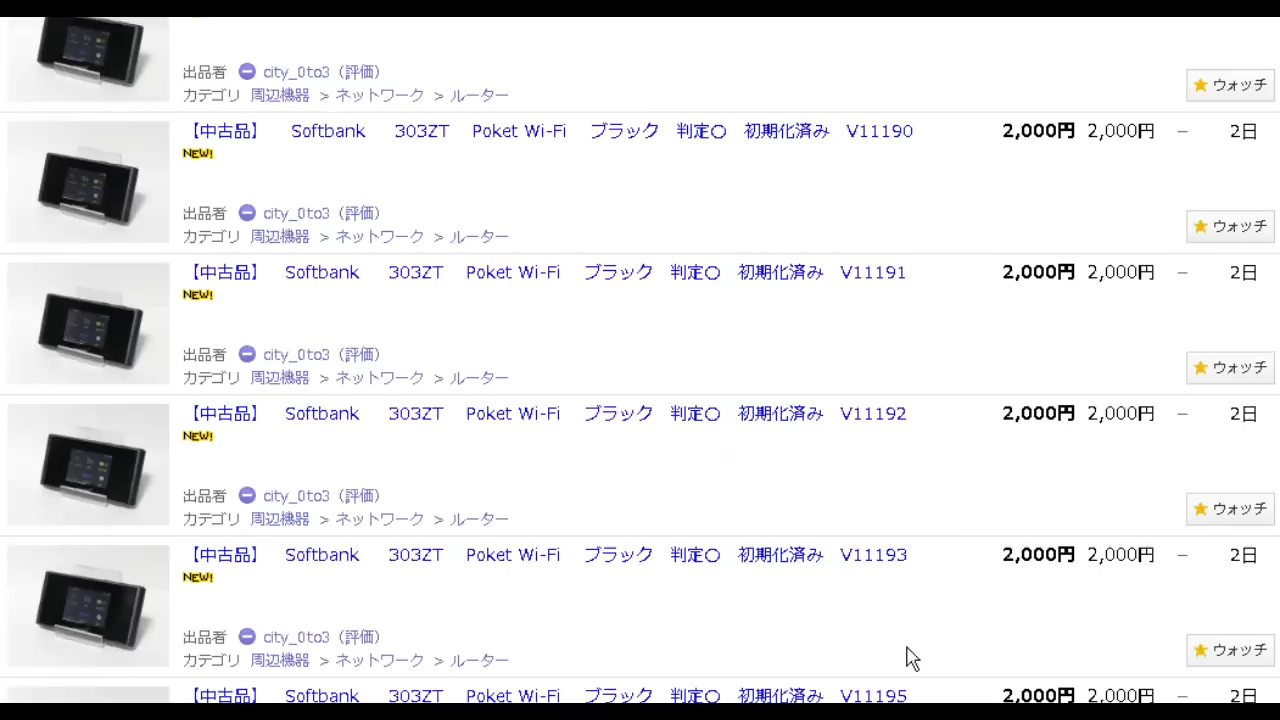 出品者 city_0to3（評価）
カテゴリ 周辺機器 > ネットワーク > ルーター
ウォッチ
【中古品】 Softbank 303ZT Poket Wi-Fi ブラック 判定〇 初期化済み V11190 2,000円 2,000円 － 2日
NEW!
出品者 city_0to3（評価）
カテゴリ 周辺機器 > ネットワーク > ルーター
ウォッチ
【中古品】 Softbank 303ZT Poket Wi-Fi ブラック 判定〇 初期化済み V11191 2,000円 2,000円 － 2日
NEW!
出品者 city_0to3（評価）
カテゴリ 周辺機器 > ネットワーク > ルーター
ウォッチ
【中古品】 Softbank 303ZT Poket Wi-Fi ブラック 判定〇 初期化済み V11192 2,000円 2,000円 － 2日
NEW!
出品者 city_0to3（評価）
カテゴリ 周辺機器 > ネットワーク > ルーター
ウォッチ
【中古品】 Softbank 303ZT Poket Wi-Fi ブラック 判定〇 初期化済み V11193 2,000円 2,000円 － 2日
NEW!
出品者 city_0to3（評価）
カテゴリ 周辺機器 > ネットワーク > ルーター
ウォッチ
【中古品】 Softbank 303ZT Poket Wi-Fi ブラック 判定〇 初期化済み V11195 2,000円 2,000円 － 2日